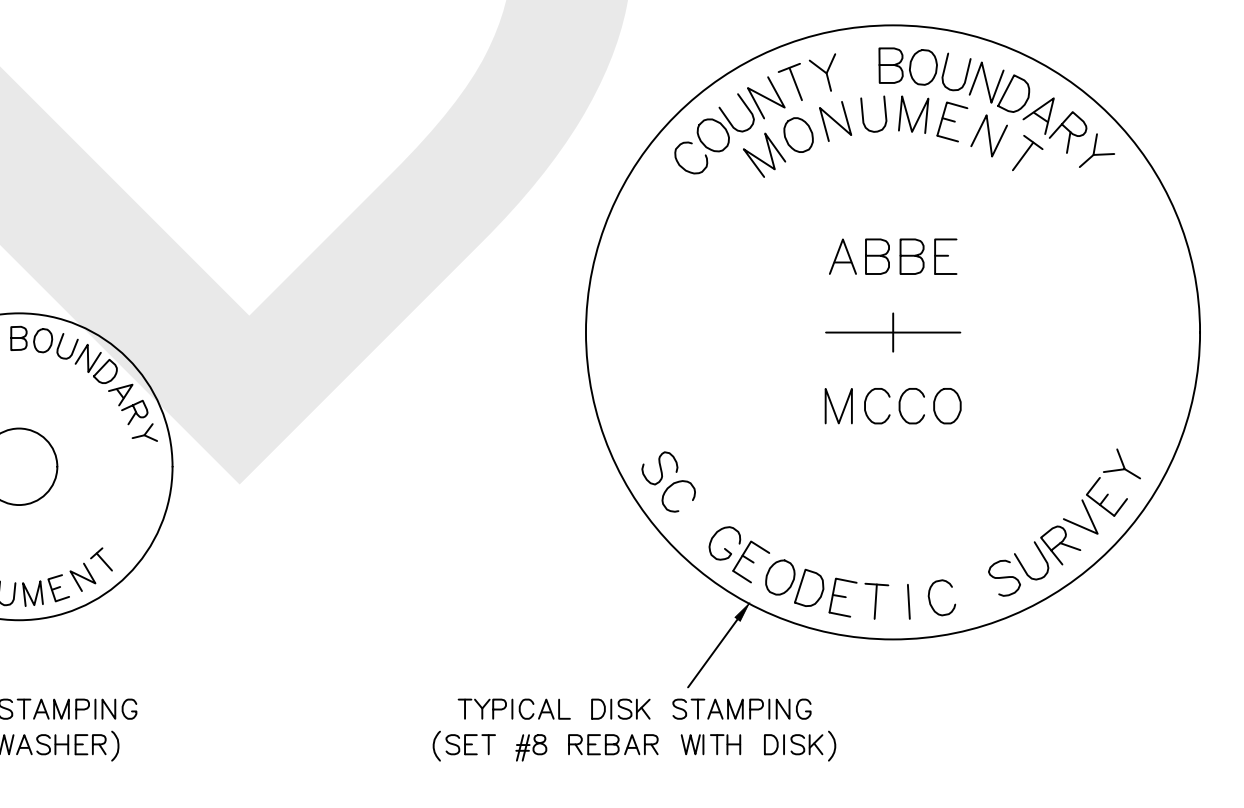 COUNTY BOUNDARY
MONUMENT
ABBE
MCCO
SC GEODETIC SURVEY
TYPICAL DISK STAMPING
(SET #8 REBAR WITH DISK)
BOUNDARY
UMENT
STAMPING
WASHER)